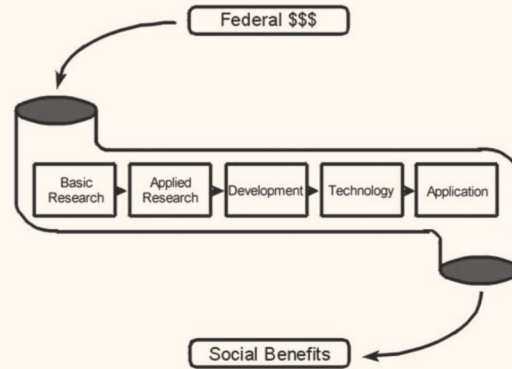 Federal $$$
Basic
Research
Applied
Research
Development
Technology
Application
Social Benefits